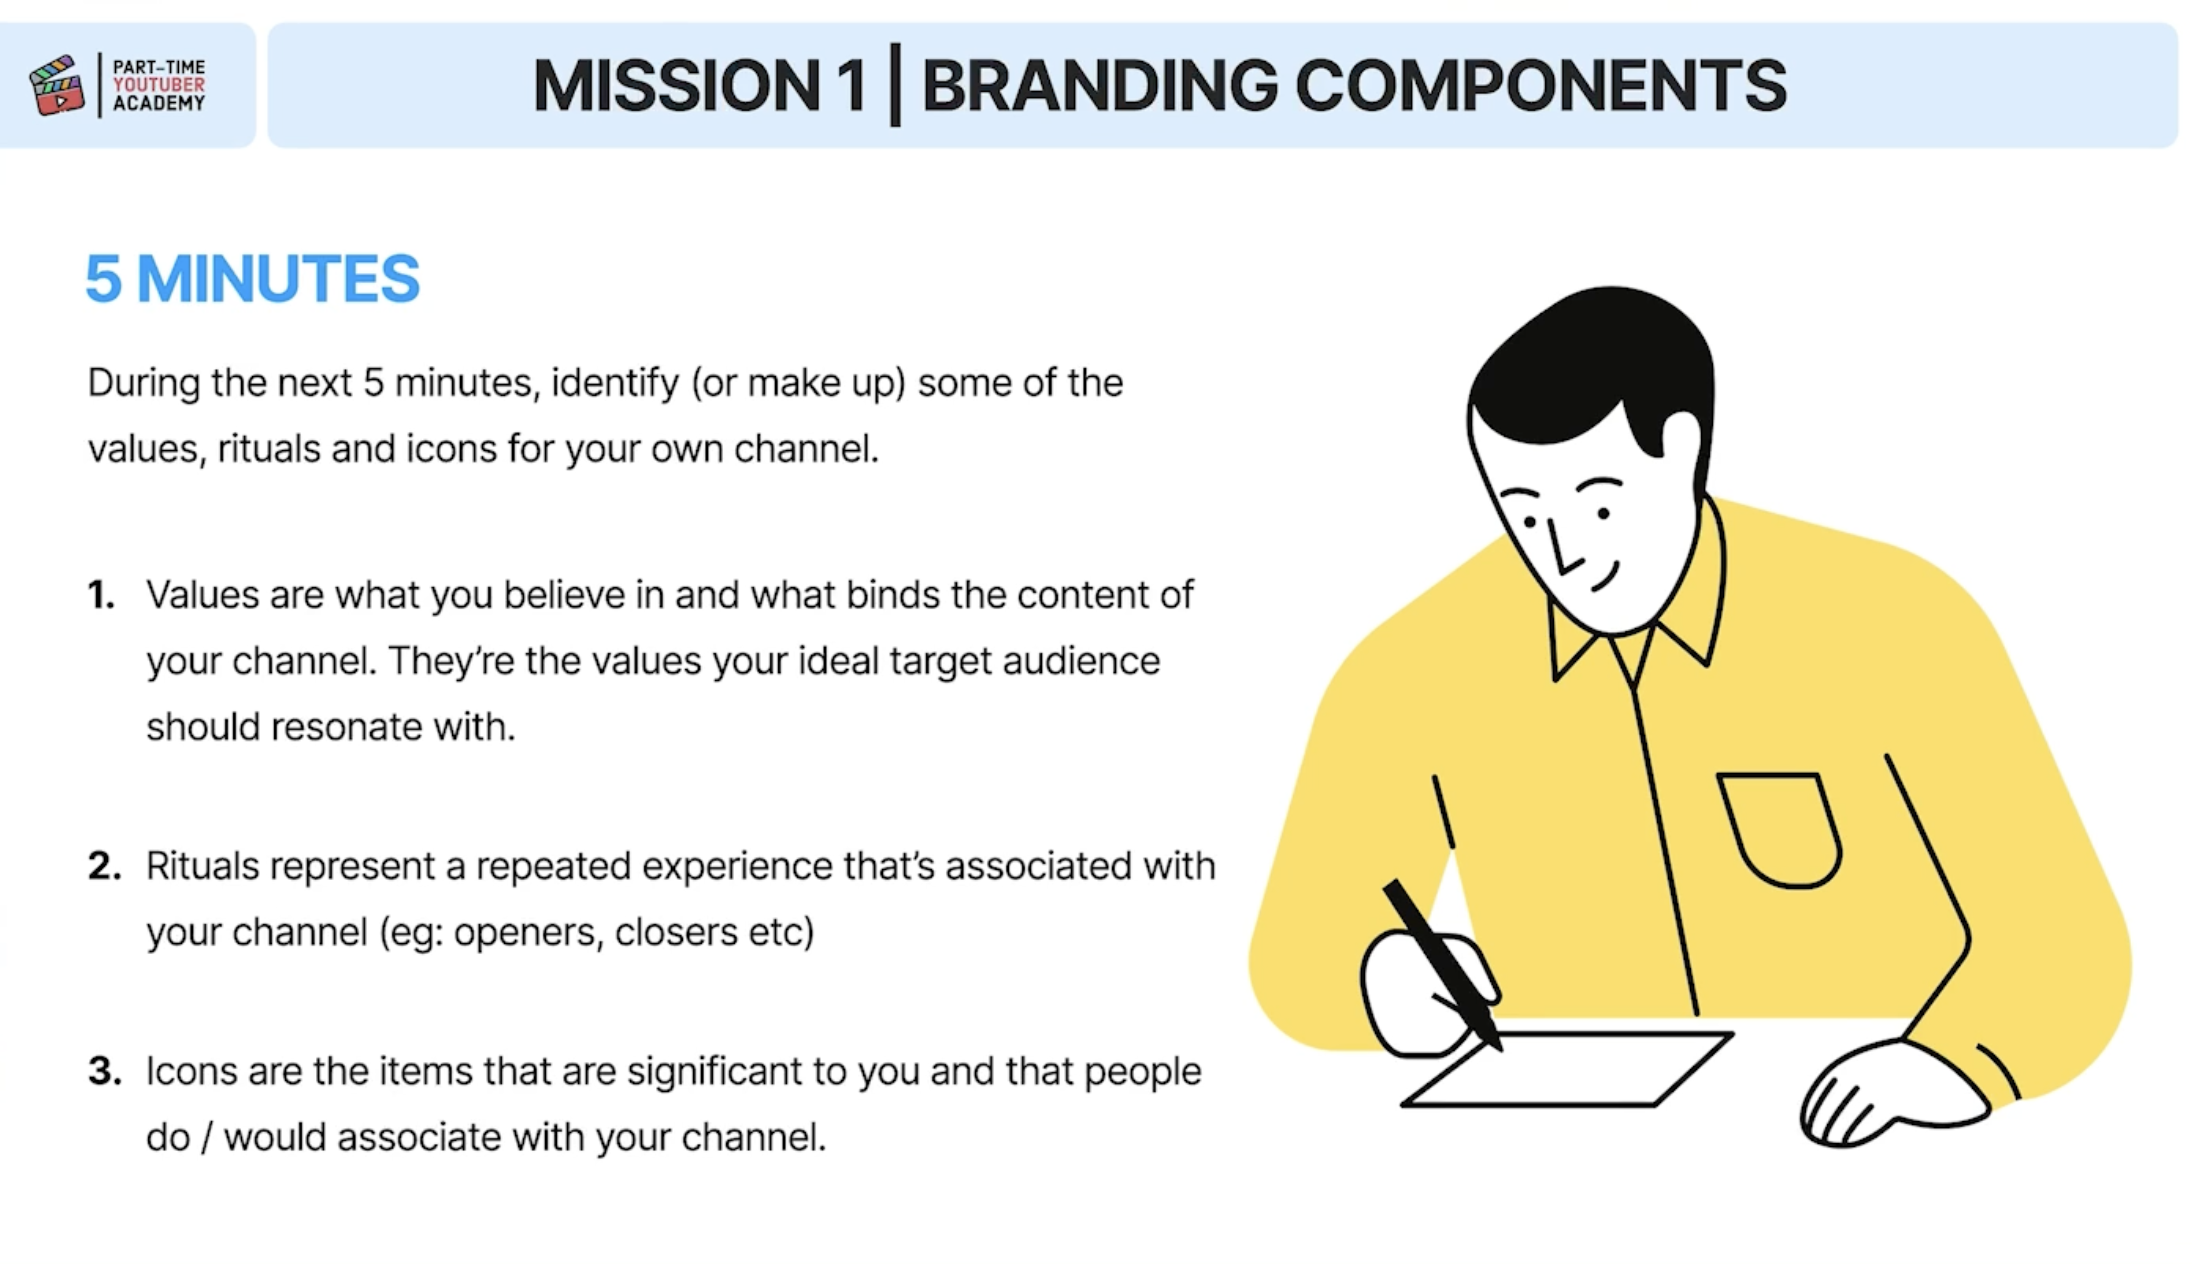 PART-TIME
YOUTUBER
ACADEMY
MISSION 1 | BRANDING COMPONENTS
5 MINUTES
During the next 5 minutes, identify (or make up) some of the
values, rituals and icons for your own channel.
1. Values are what you believe in and what binds the content of
your channel. They’re the values your ideal target audience
should resonate with.
2. Rituals represent a repeated experience that’s associated with
your channel (eg: openers, closers etc)
3. Icons are the items that are significant to you and that people
do / would associate with your channel.